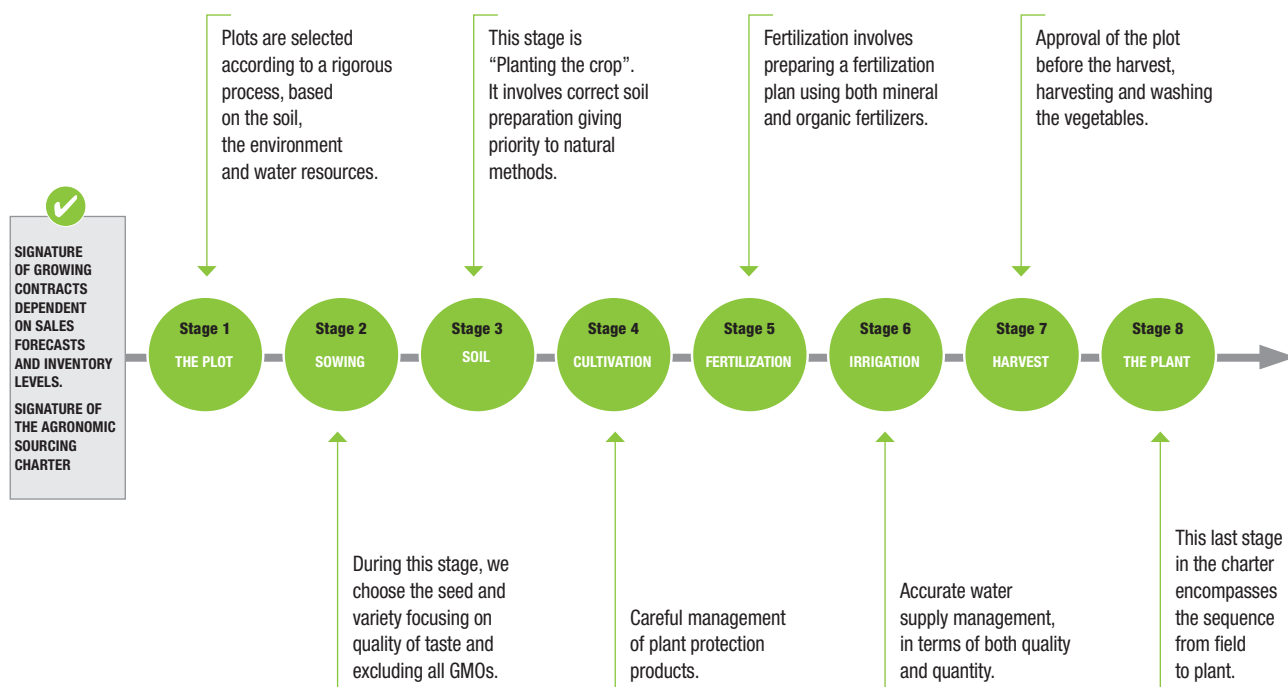 Plots are selected
according to a rigorous
process, based
on the soil,
the environment
and water resources.
This stage is
“Planting the crop”.
It involves correct soil
preparation giving
priority to natural
methods.
Fertilization involves
preparing a fertilization
plan using both mineral
and organic fertilizers.
Approval of the plot
before the harvest,
harvesting and washing
the vegetables.
SIGNATURE
OF GROWING
CONTRACTS
DEPENDENT
ON SALES
FORECASTS
AND INVENTORY
LEVELS.
SIGNATURE OF
THE AGRONOMIC
SOURCING
CHARTER
Stage 1
THE PLOT
Stage 2
SOWING
Stage 3
SOIL
Stage 4
CULTIVATION
Stage 5
FERTILIZATION
Stage 6
IRRIGATION
Stage 7
HARVEST
Stage 8
THE PLANT
During this stage, we
choose the seed and
variety focusing on
quality of taste and
excluding all GMOs.
Careful management
of plant protection
products.
Accurate water
supply management,
in terms of both quality
and quantity.
This last stage
in the charter
encompasses
the sequence
from field
to plant.